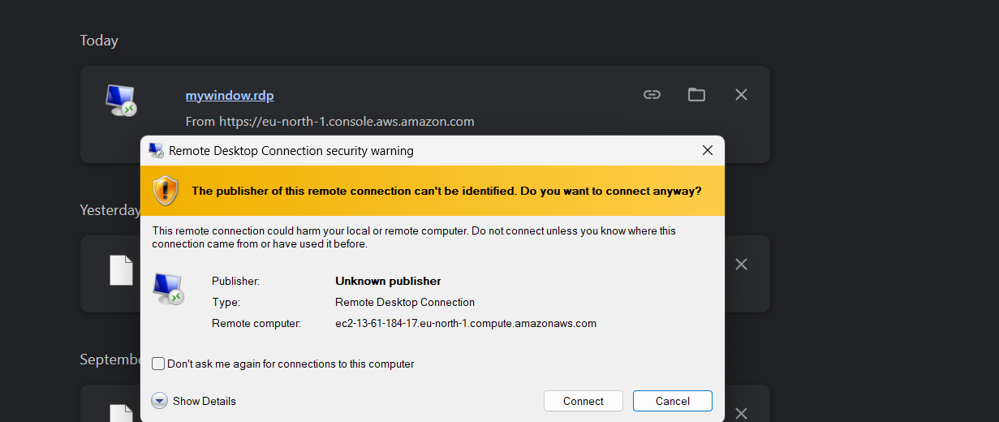 Today
mywindow.rdp
From https://eu-north-1.console.aws.amazon.com
Remote Desktop Connection security warning
The publisher of this remote connection can't be identified. Do you want to connect anyway?
Yesterday
This remote connection could harm your local or remote computer. Do not connect unless you know where this
connection came from or have used it before.
Publisher: Unknown publisher
Type: Remote Desktop Connection
Remote computer: ec2-13-61-184-17.eu-north-1.compute.amazonaws.com
Septembe
Don't ask me again for connections to this computer
Show Details
Connect
Cancel